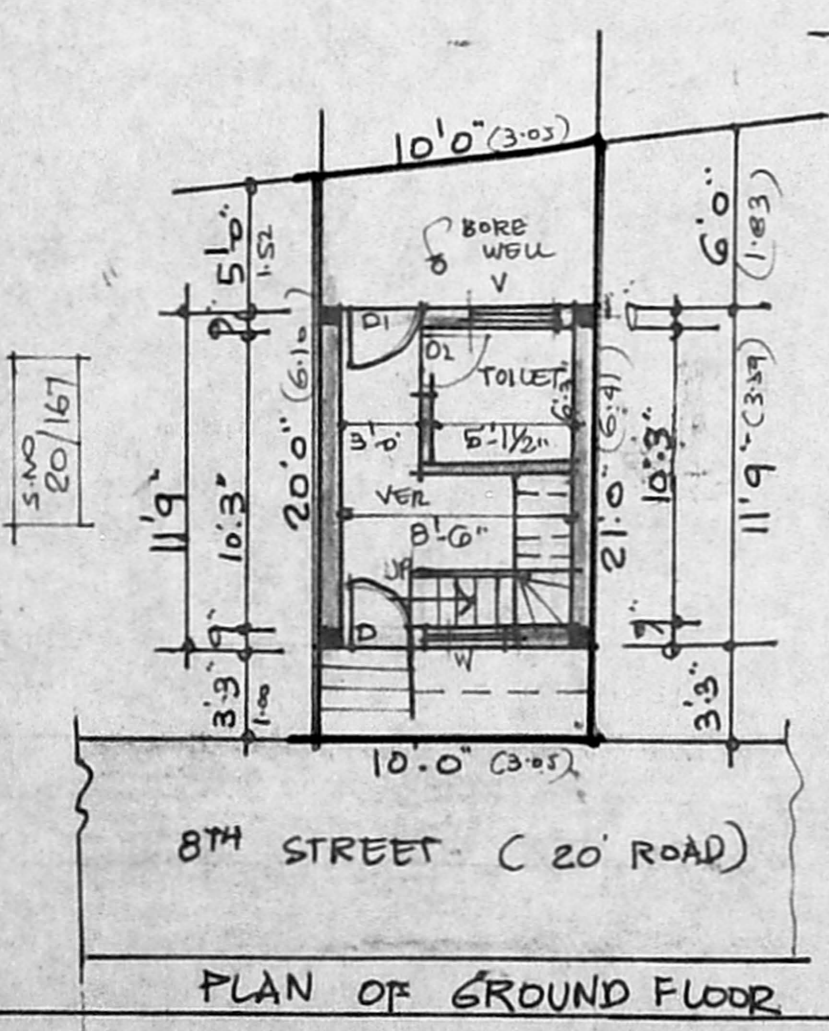 10'0" (3.05)
5'0"
1.52
6'0"
(1.83)
BORE
WELL
V
D1
D2
TOILET
S.NO
20/167
11'9"
10'.3"
20'0" (6.10)
3'-0"
5'-1/2"
6'.3"
21'.0" (6.41)
10'.3"
11'9" (3.59)
VER
8'-6"
UP
D
W
9"
9"
3'.3"
1.00
3'.3"
10'.0" (3.05)
8TH STREET (20' ROAD)
PLAN OF GROUND FLOOR